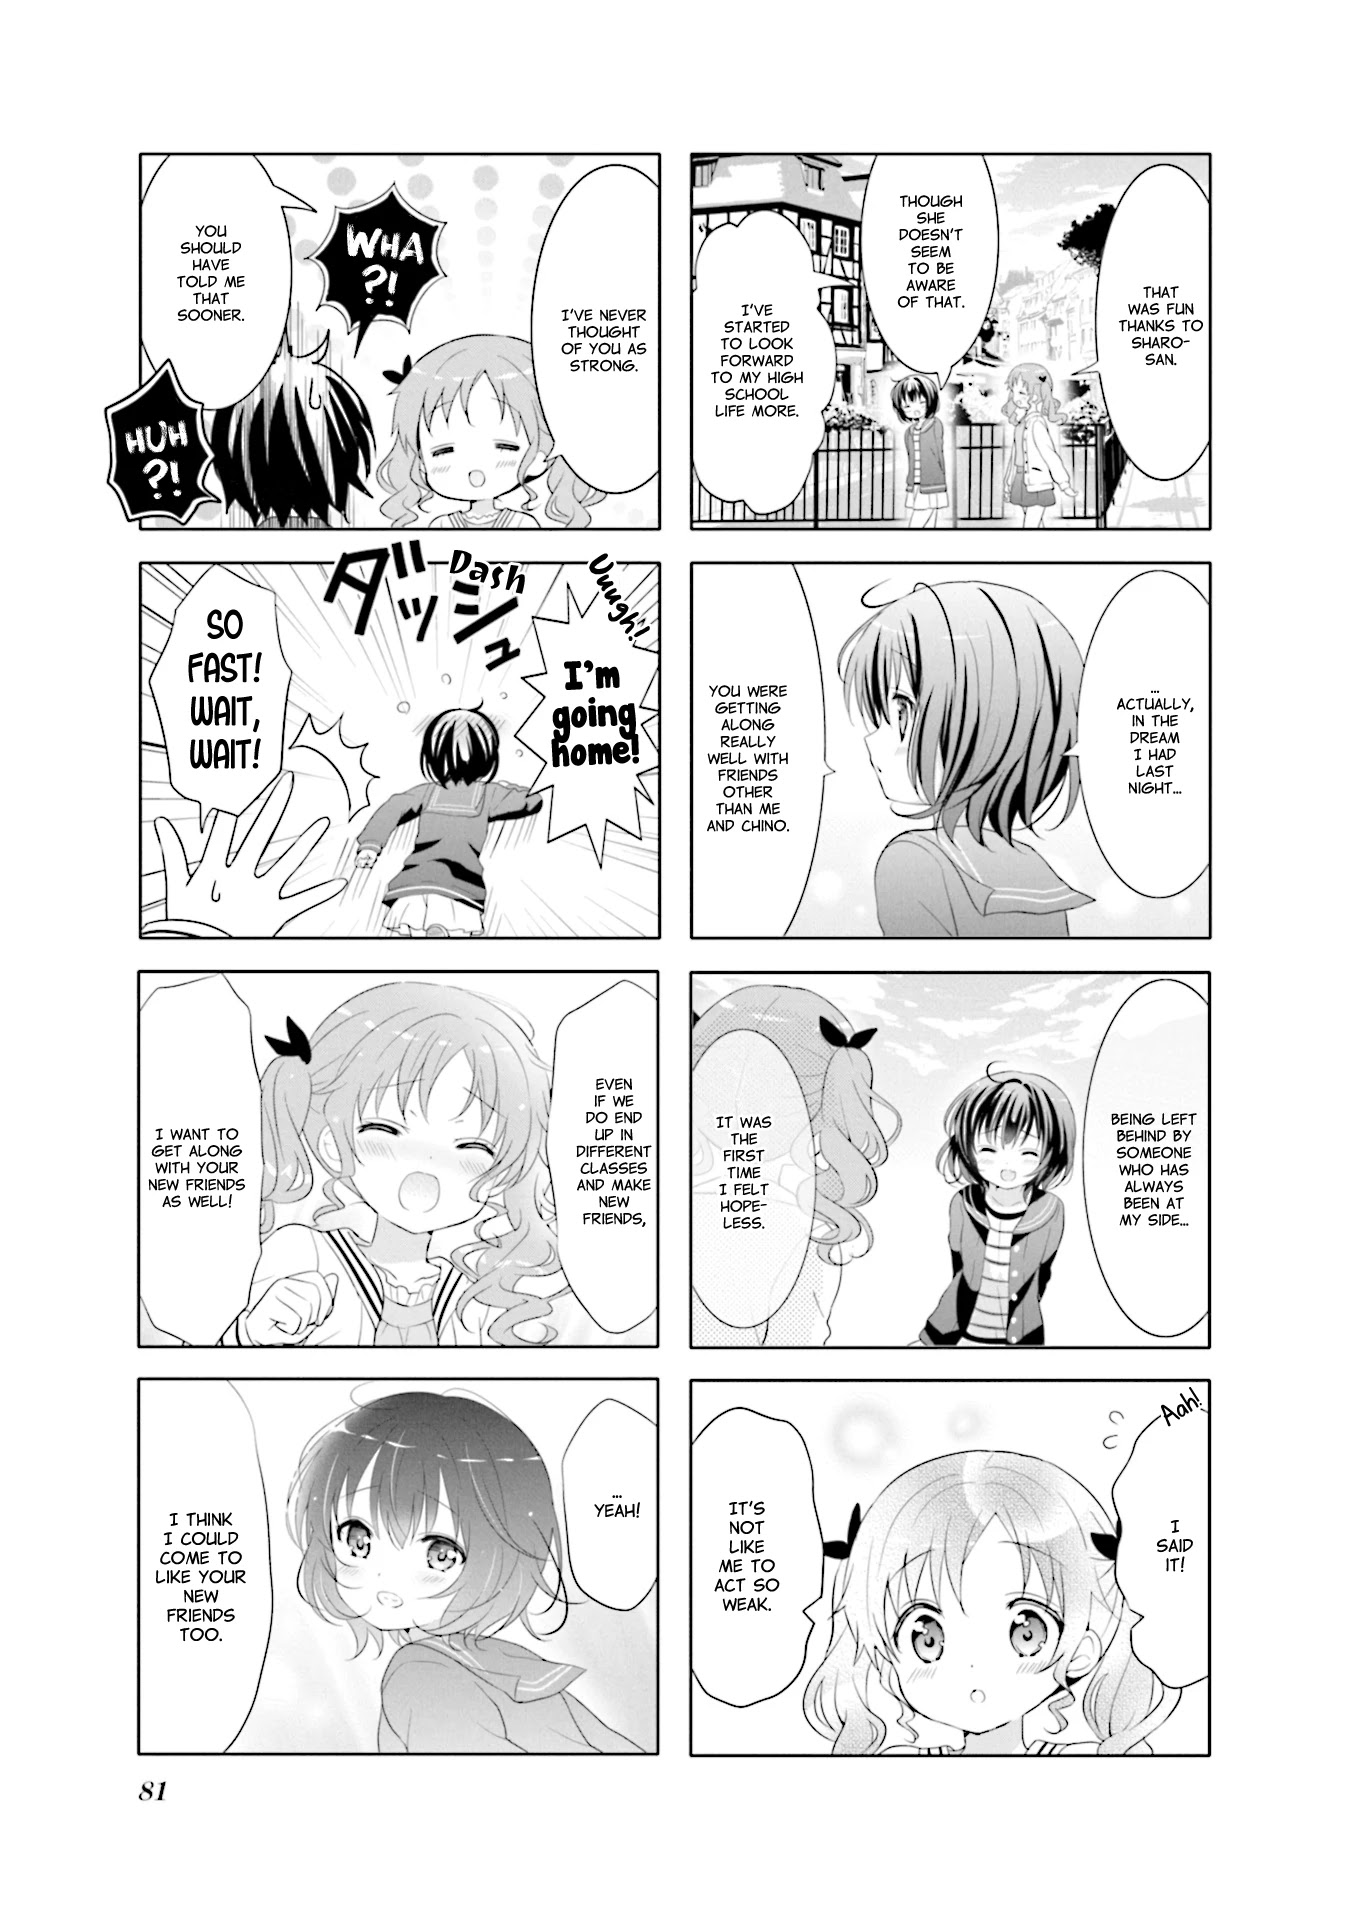 THAT
WAS FUN
THANKS TO
SHARO-
SAN.
THOUGH
SHE
DOESN'T
SEEM
TO BE
AWARE
OF THAT.
I'VE
STARTED
TO LOOK
FORWARD
TO MY HIGH
SCHOOL
LIFE MORE.
...
ACTUALLY,
IN THE
DREAM
I HAD
LAST
NIGHT...
YOU WERE
GETTING
ALONG
REALLY
WELL WITH
FRIENDS
OTHER
THAN ME
AND CHINO.
BEING LEFT
BEHIND BY
SOMEONE
WHO HAS
ALWAYS
BEEN AT
MY SIDE...
IT WAS
THE
FIRST
TIME
I FELT
HOPE-
LESS.
Aah!
I
SAID
IT!
IT'S
NOT
LIKE
ME TO
ACT SO
WEAK.
I'VE NEVER
THOUGHT
OF YOU AS
STRONG.
WHA
?!
YOU
SHOULD
HAVE
TOLD ME
THAT
SOONER.
HUH
?!
Uuugh!
I'm
going
home!
Dash
ダッシュ
SO
FAST!
WAIT,
WAIT!
EVEN
IF WE
DO END
UP IN
DIFFERENT
CLASSES
AND MAKE
NEW
FRIENDS,
I WANT TO
GET ALONG
WITH YOUR
NEW FRIENDS
AS WELL!
...
YEAH!
I THINK
I COULD
COME TO
LIKE YOUR
NEW
FRIENDS
TOO.
81